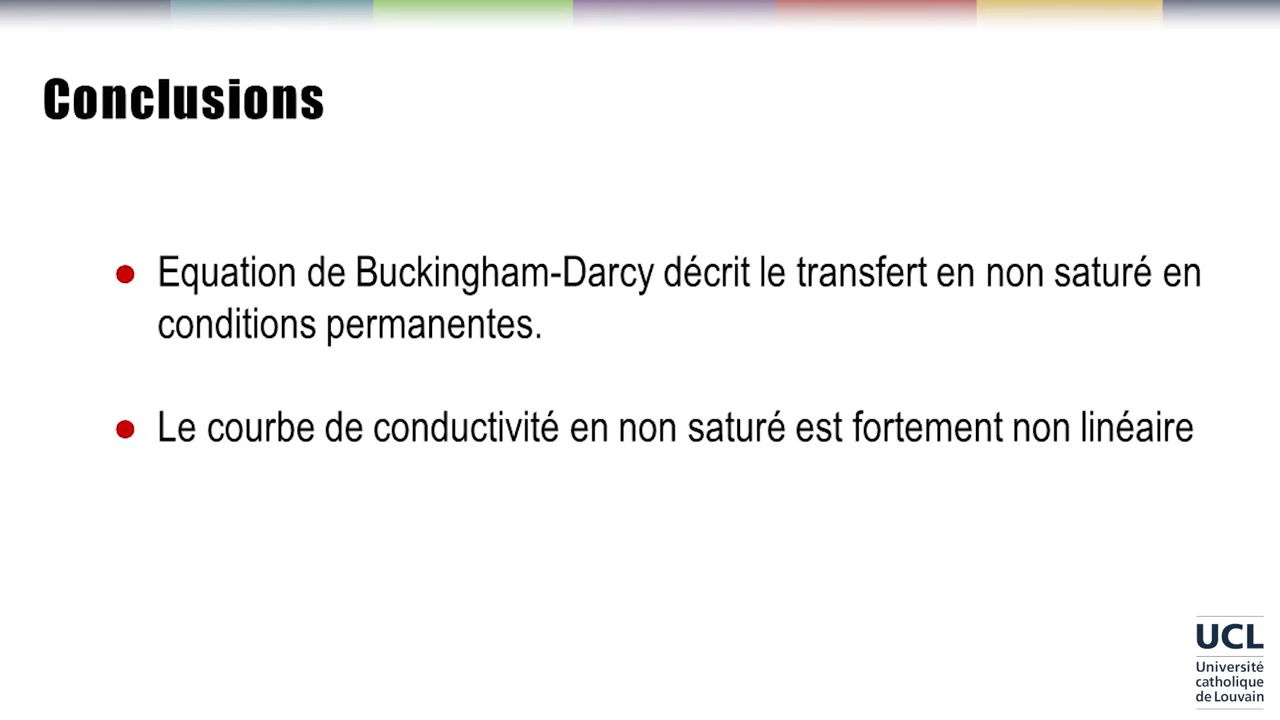 Conclusions
Equation de Buckingham-Darcy décrit le transfert en non saturé en
conditions permanentes.
Le courbe de conductivité en non saturé est fortement non linéaire
UCL
Université
catholique
de Louvain